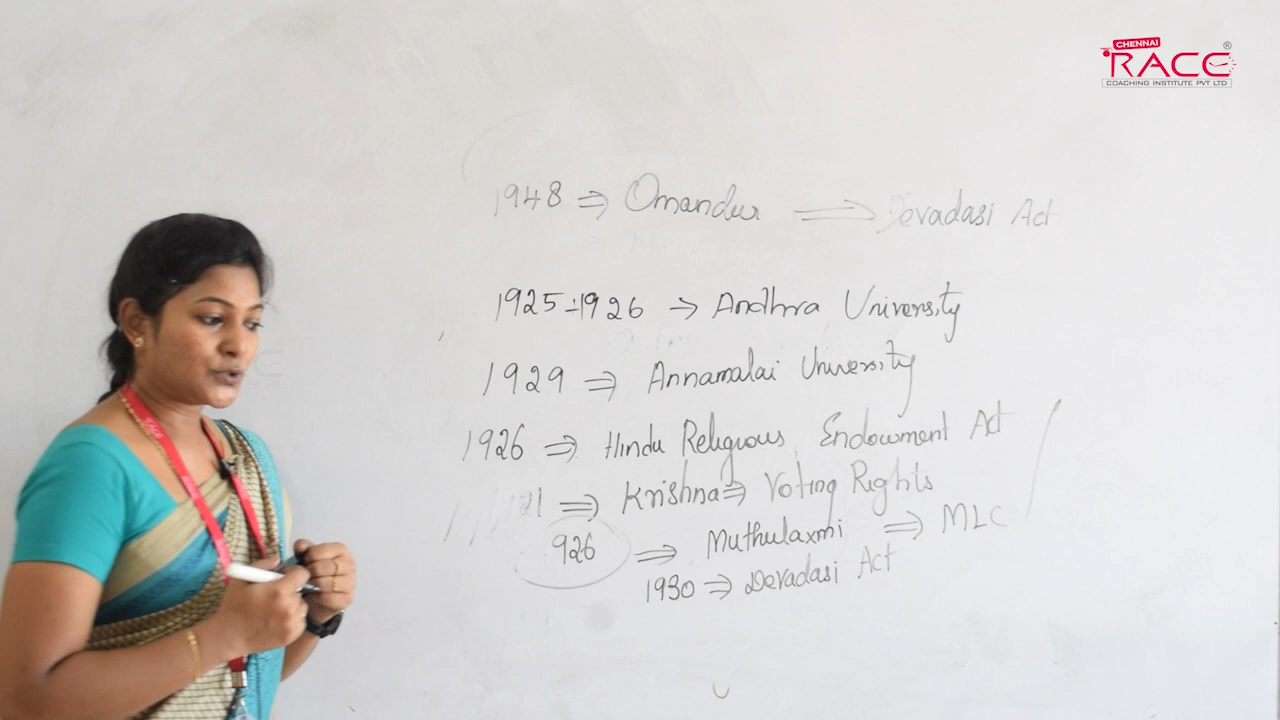 CHENNAI
RACE ®
COACHING INSTITUTE PVT LTD
1948 ⇒ Omandur ⇒ Devadasi Act
1925-1926 → Andhra University
1929 ⇒ Annamalai University
1926 ⇒ Hindu Religious Endowment Act
21 ⇒ Krishna ⇒ Voting Rights
926 ⇒ Muthulaxmi ⇒ MLC
1930 ⇒ Devadasi Act